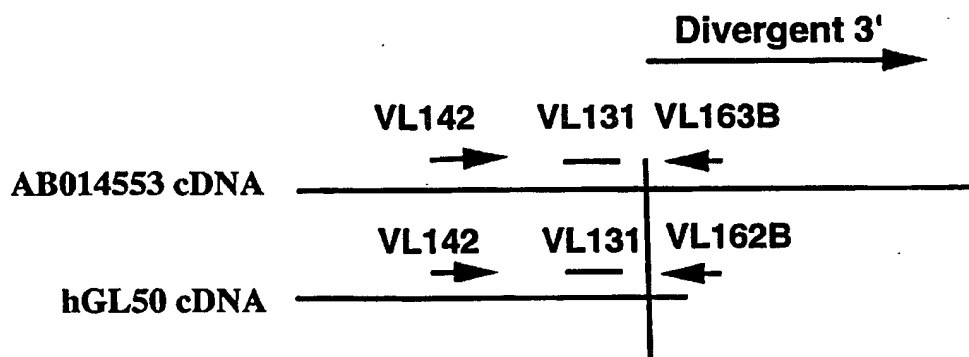 Divergent 3'
VL142 VL131 VL163B
AB014553 cDNA
VL142 VL131 VL162B
hGL50 cDNA